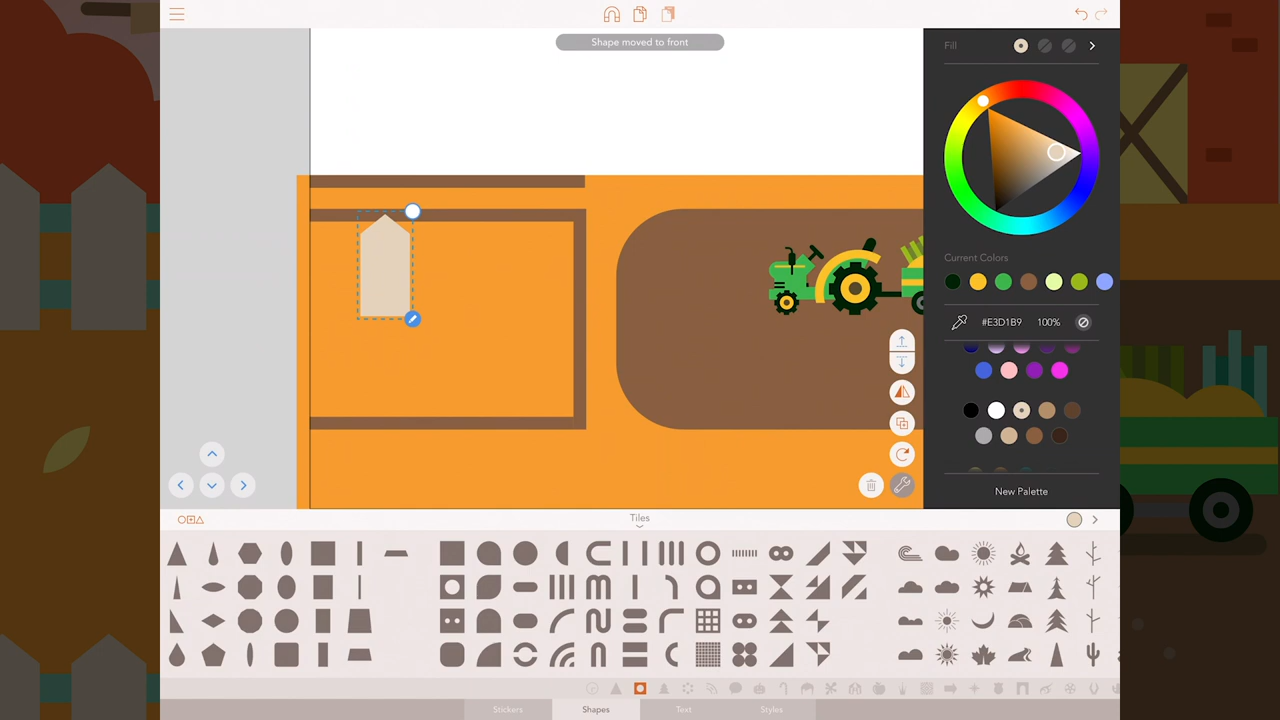 Shape moved to front
Fill
Current Colors
#E3D1B9 100%
New Palette
Tiles
Stickers
Shapes
Text
Styles